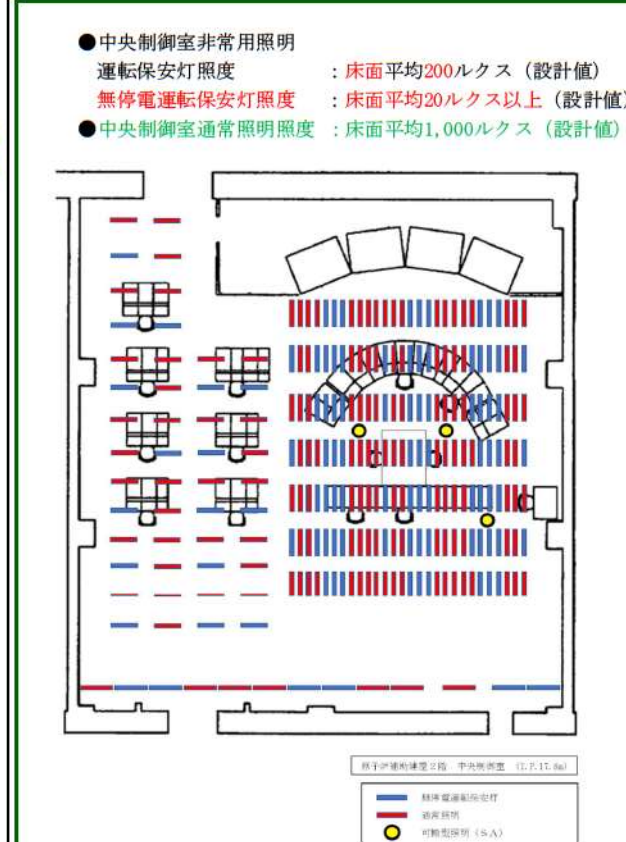 ●中央制御室非常用照明
運転保安灯照度 : 床面平均200ルクス (設計値)
無停電運転保安灯照度 : 床面平均20ルクス以上 (設計値)
●中央制御室通常照明照度 : 床面平均1,000ルクス (設計値)
原子炉補助建屋2階 中央制御室 (T.P.17.8m)
無停電運転保安灯
通常照明
可搬型照明 (SA)